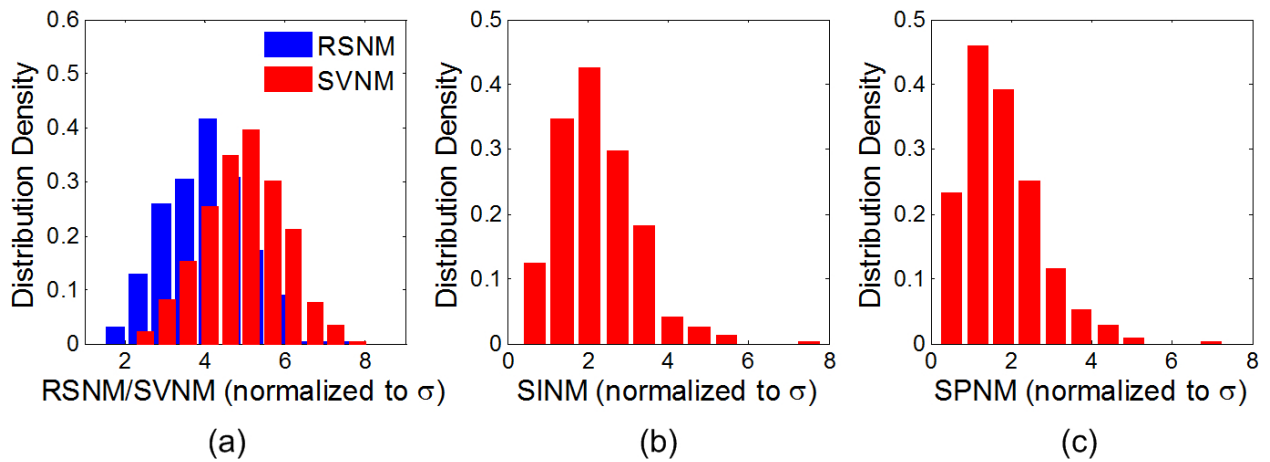 0.6
0.5
0.4
0.3
0.2
0.1
0
Distribution Density
RSNM
SVNM
2 4 6 8
RSNM/SVNM (normalized to σ)
(a)
0.5
0.4
0.3
0.2
0.1
0
Distribution Density
0 2 4 6 8
SINM (normalized to σ)
(b)
0.5
0.4
0.3
0.2
0.1
0
Distribution Density
0 2 4 6 8
SPNM (normalized to σ)
(c)